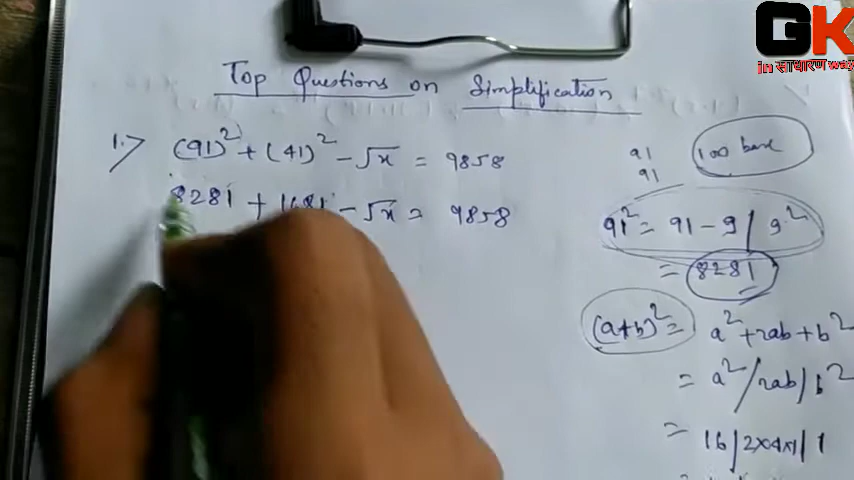 GK
in साधारण way
Top Questions on Simplification
1.> (91)² + (41)² - √x = 9858
8281 + 1681 - √x = 9858
91
91
100 base
91² = 91 - 9 | 9²
= 8281
(a+b)² = a² + 2ab + b²
= a² / 2ab / b²
= 16 | 2×4×1 | 1